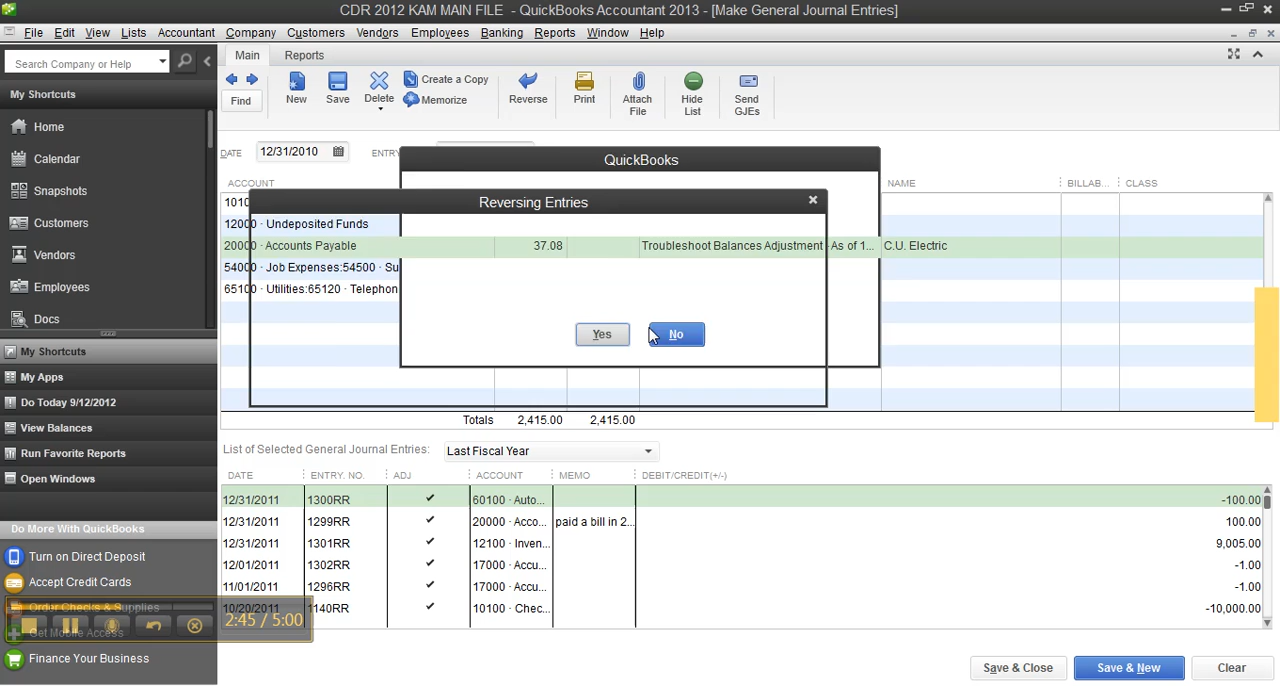 CDR 2012 KAM MAIN FILE - QuickBooks Accountant 2013 - [Make General Journal Entries]
File Edit View Lists Accountant Company Customers Vendors Employees Banking Reports Window Help
Search Company or Help
Main Reports
My Shortcuts
Find New Save Delete Create a Copy Memorize Reverse Print Attach File Hide List Send GJEs
Home
Calendar
Snapshots
Customers
Vendors
Employees
Docs
My Shortcuts
My Apps
Do Today 9/12/2012
View Balances
Run Favorite Reports
Open Windows
Do More With QuickBooks
Turn on Direct Deposit
Accept Credit Cards
Order Checks & Supplies
Get Mobile Access
Finance Your Business
2:45 / 5:00
DATE 12/31/2010 ENTRY
QuickBooks
Reversing Entries
ACCOUNT NAME BILLAB... CLASS
1010
12000 · Undeposited Funds
20000 · Accounts Payable 37.08 Troubleshoot Balances Adjustment - As of 1... C.U. Electric
54000 · Job Expenses:54500 · Su
65100 · Utilities:65120 · Telephon
Yes No
Totals 2,415.00 2,415.00
List of Selected General Journal Entries: Last Fiscal Year
DATE ENTRY. NO. ADJ ACCOUNT MEMO DEBIT/CREDIT(+/-)
12/31/2011 1300RR ✔ 60100 · Auto... -100.00
12/31/2011 1299RR ✔ 20000 · Acco... paid a bill in 2... 100.00
12/31/2011 1301RR ✔ 12100 · Inven... 9,005.00
12/01/2011 1302RR ✔ 17000 · Accu... -1.00
11/01/2011 1296RR ✔ 17000 · Accu... -1.00
10/20/2011 1140RR ✔ 10100 · Chec... -10,000.00
Save & Close Save & New Clear